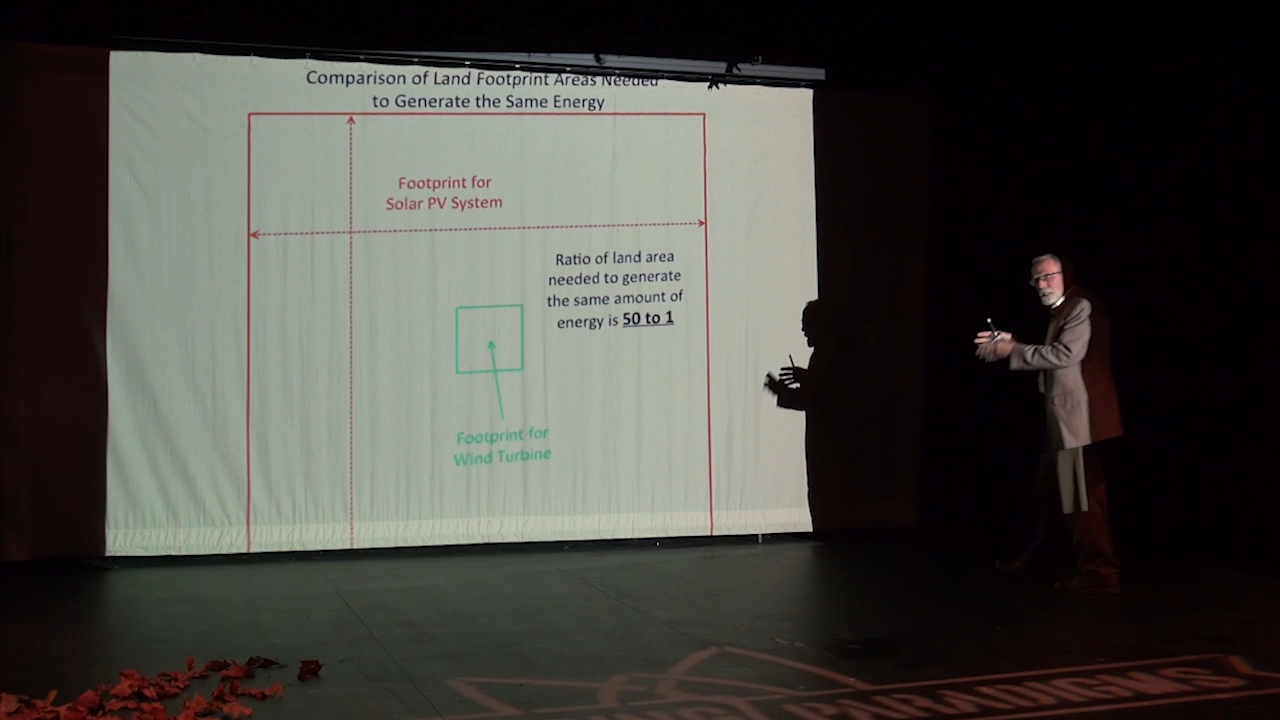 Comparison of Land Footprint Areas Needed
to Generate the Same Energy
Footprint for
Solar PV System
Ratio of land area
needed to generate
the same amount of
energy is 50 to 1
Footprint for
Wind Turbine
PARADIGMS